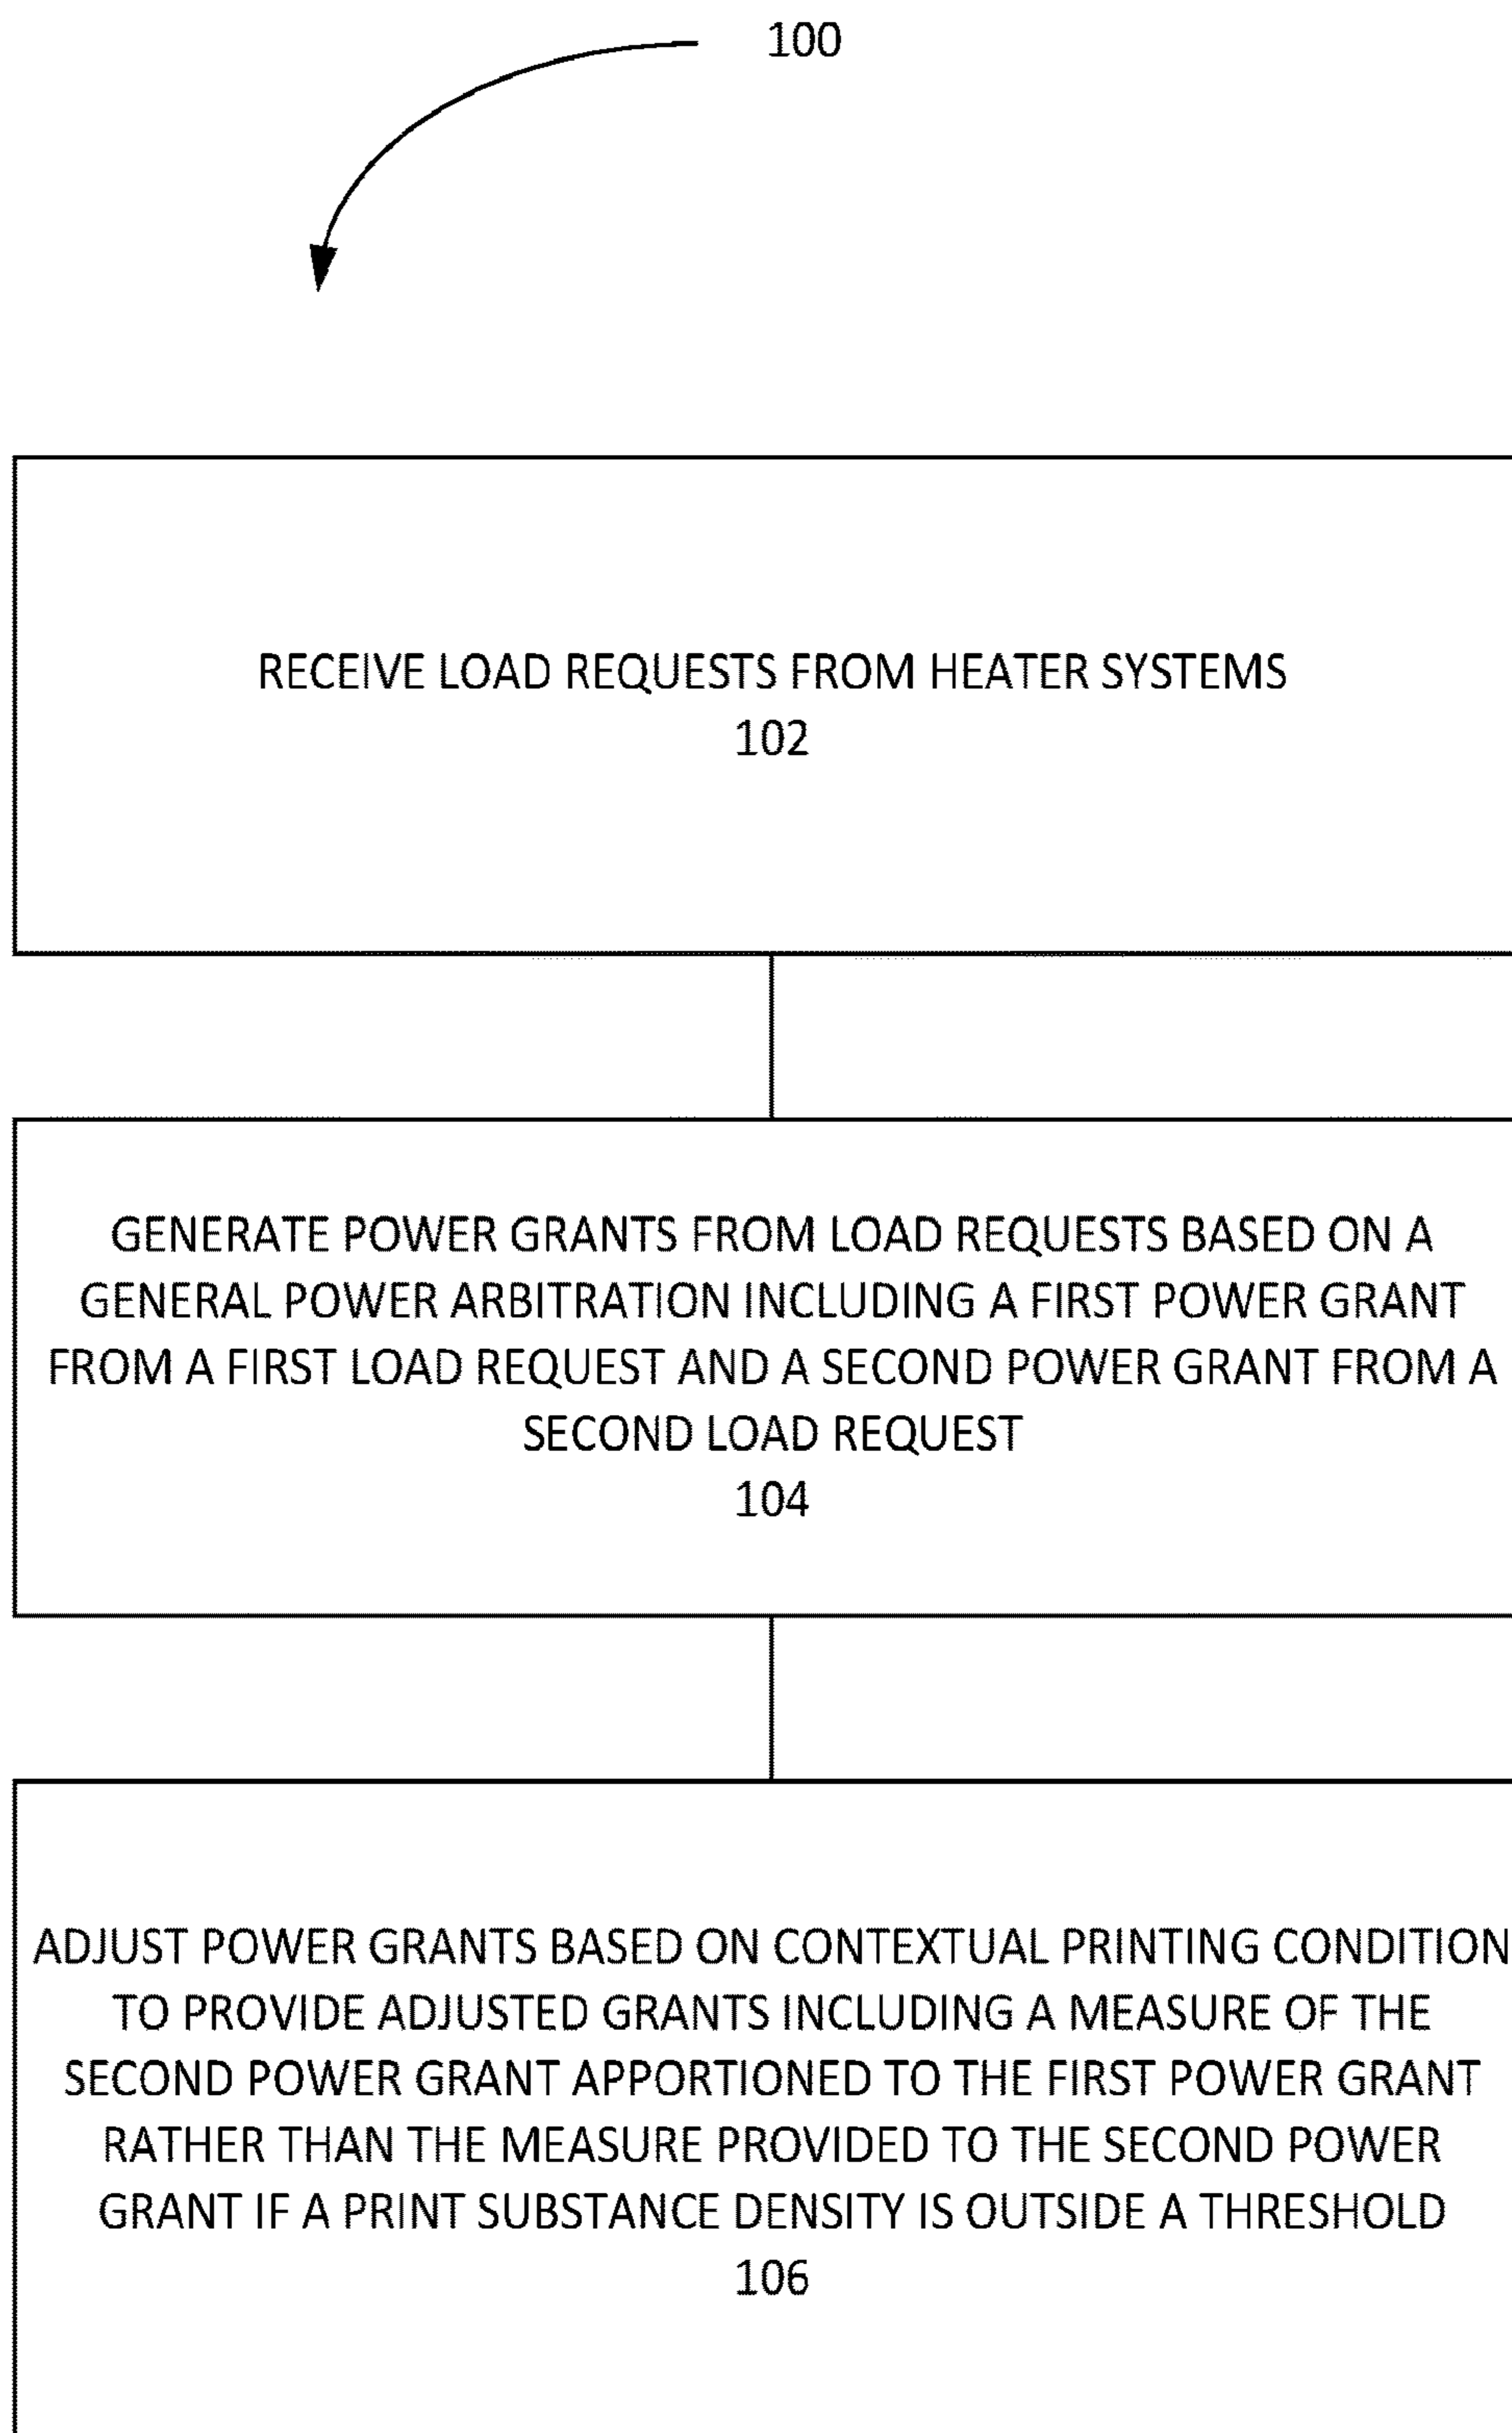 100
RECEIVE LOAD REQUESTS FROM HEATER SYSTEMS
102
GENERATE POWER GRANTS FROM LOAD REQUESTS BASED ON A
GENERAL POWER ARBITRATION INCLUDING A FIRST POWER GRANT
FROM A FIRST LOAD REQUEST AND A SECOND POWER GRANT FROM A
SECOND LOAD REQUEST
104
ADJUST POWER GRANTS BASED ON CONTEXTUAL PRINTING CONDITION
TO PROVIDE ADJUSTED GRANTS INCLUDING A MEASURE OF THE
SECOND POWER GRANT APPORTIONED TO THE FIRST POWER GRANT
RATHER THAN THE MEASURE PROVIDED TO THE SECOND POWER
GRANT IF A PRINT SUBSTANCE DENSITY IS OUTSIDE A THRESHOLD
106